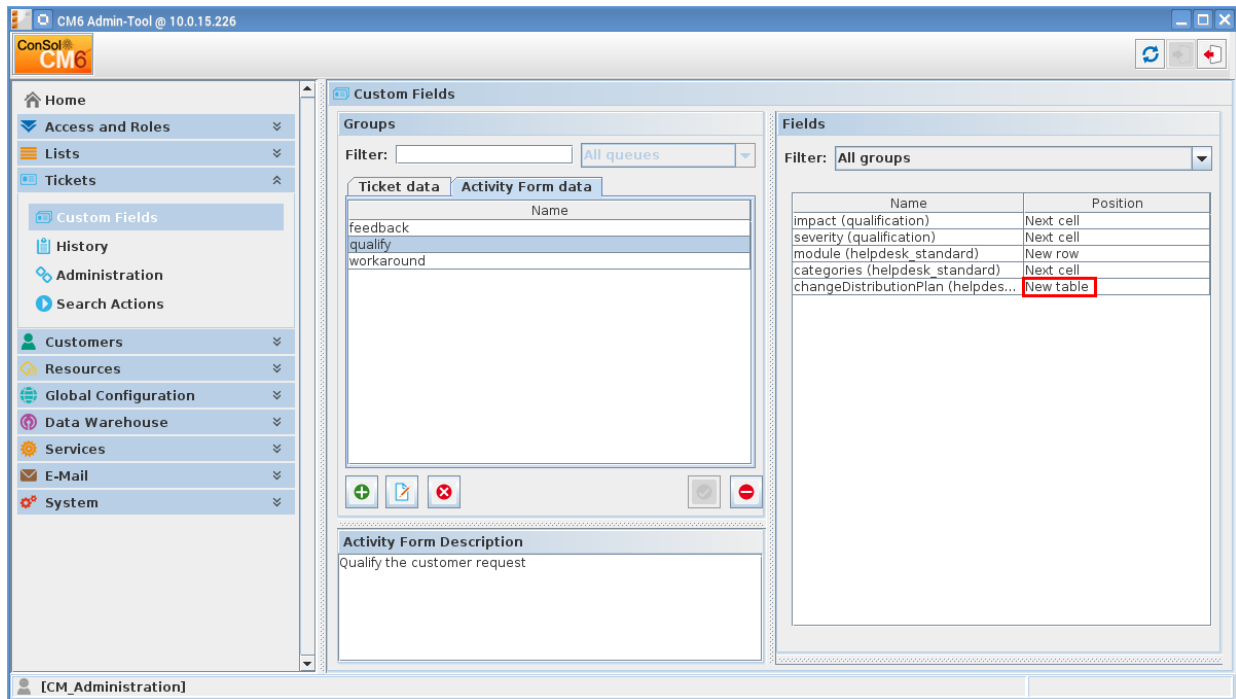 CM6 Admin-Tool @ 10.0.15.226
ConSol
CM6
Home
Access and Roles
Lists
Tickets
Custom Fields
History
Administration
Search Actions
Customers
Resources
Global Configuration
Data Warehouse
Services
E-Mail
System
Custom Fields
Groups
Filter: All queues
Ticket data Activity Form data
Name
feedback
qualify
workaround
Activity Form Description
Qualify the customer request
Fields
Filter: All groups
Name Position
impact (qualification) Next cell
severity (qualification) Next cell
module (helpdesk_standard) New row
categories (helpdesk_standard) Next cell
changeDistributionPlan (helpdes... New table
[CM_Administration]